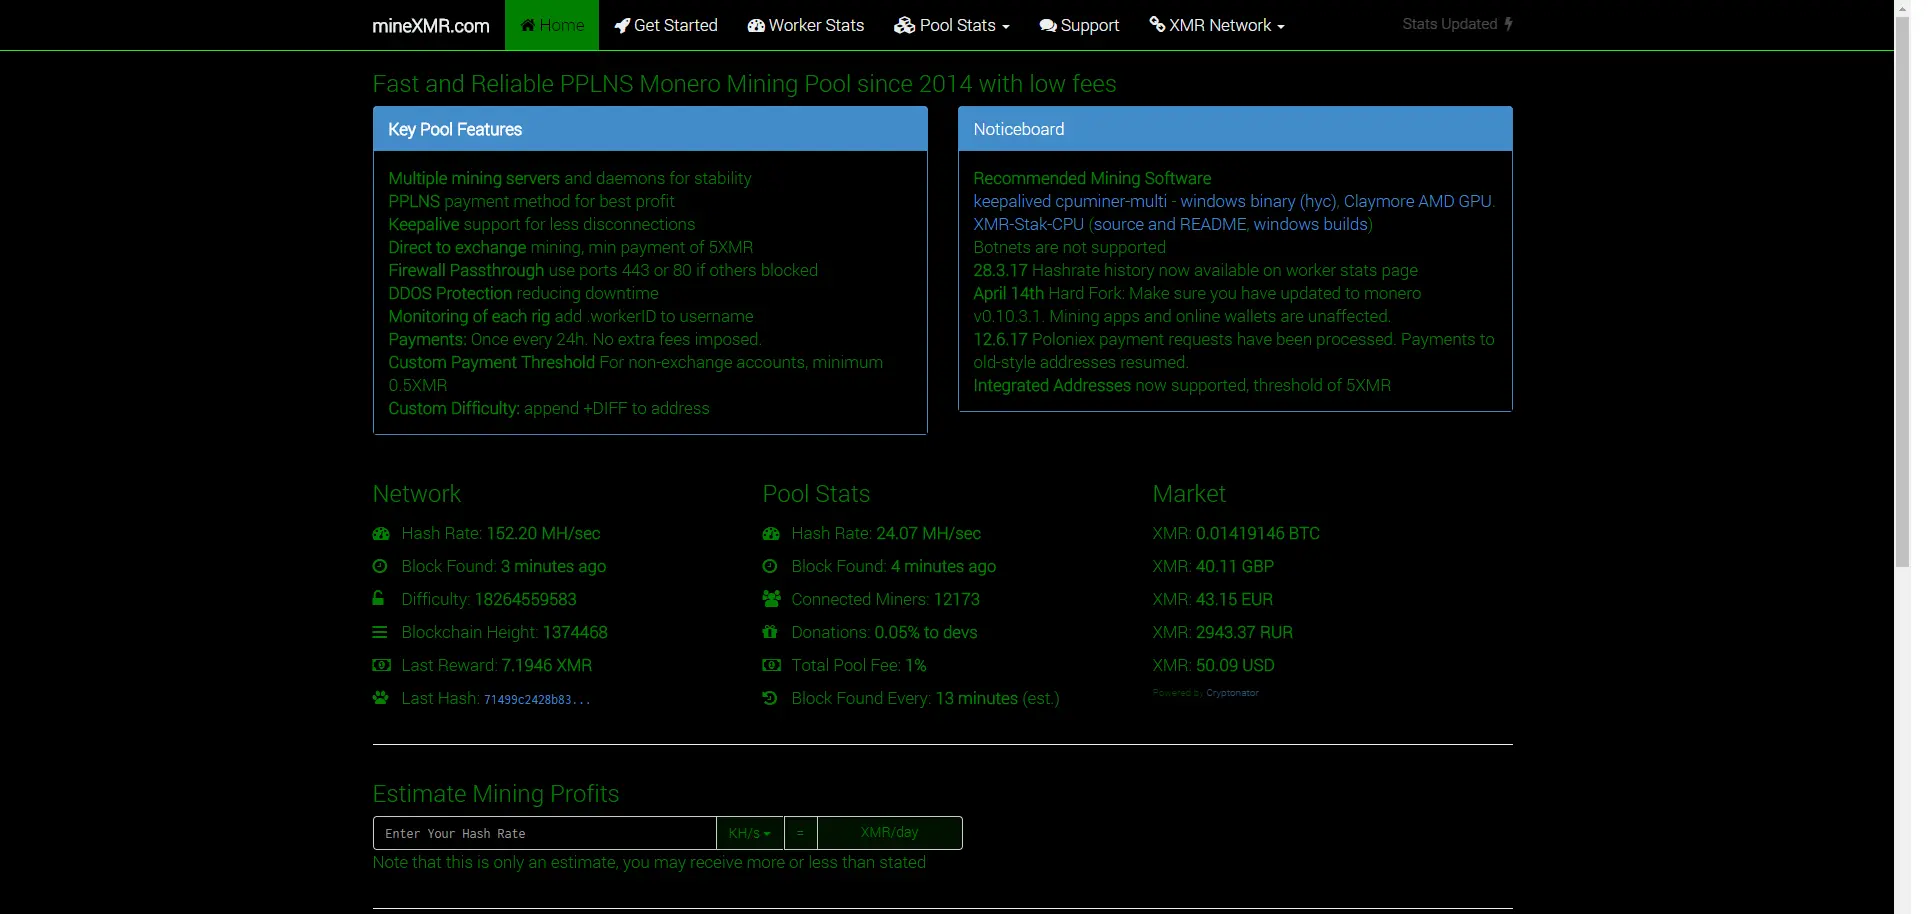 mineXMR.com Home Get Started Worker Stats Pool Stats Support XMR Network Stats Updated
Fast and Reliable PPLNS Monero Mining Pool since 2014 with low fees
Key Pool Features
Multiple mining servers and daemons for stability
PPLNS payment method for best profit
Keepalive support for less disconnections
Direct to exchange mining, min payment of 5XMR
Firewall Passthrough use ports 443 or 80 if others blocked
DDOS Protection reducing downtime
Monitoring of each rig add .workerID to username
Payments: Once every 24h. No extra fees imposed.
Custom Payment Threshold For non-exchange accounts, minimum
0.5XMR
Custom Difficulty: append +DIFF to address
Noticeboard
Recommended Mining Software
keepalived cpuminer-multi - windows binary (hyc), Claymore AMD GPU.
XMR-Stak-CPU (source and README, windows builds)
Botnets are not supported
28.3.17 Hashrate history now available on worker stats page
April 14th Hard Fork: Make sure you have updated to monero
v0.10.3.1. Mining apps and online wallets are unaffected.
12.6.17 Poloniex payment requests have been processed. Payments to
old-style addresses resumed.
Integrated Addresses now supported, threshold of 5XMR
Network
Hash Rate: 152.20 MH/sec
Block Found: 3 minutes ago
Difficulty: 18264559583
Blockchain Height: 1374468
Last Reward: 7.1946 XMR
Last Hash: 71499c2428b83...
Pool Stats
Hash Rate: 24.07 MH/sec
Block Found: 4 minutes ago
Connected Miners: 12173
Donations: 0.05% to devs
Total Pool Fee: 1%
Block Found Every: 13 minutes (est.)
Market
XMR: 0.01419146 BTC
XMR: 40.11 GBP
XMR: 43.15 EUR
XMR: 2943.37 RUR
XMR: 50.09 USD
Powered by Cryptonator
Estimate Mining Profits
Enter Your Hash Rate KH/s = XMR/day
Note that this is only an estimate, you may receive more or less than stated